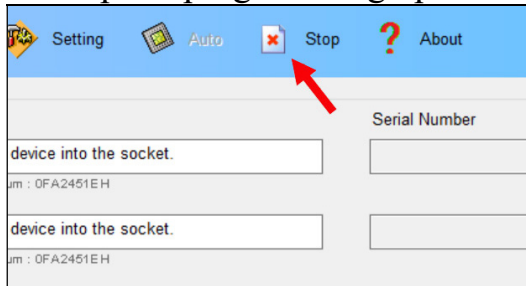 Setting Auto Stop About
Serial Number
device into the socket.
um : 0FA2451EH
device into the socket.
um : 0FA2451EH